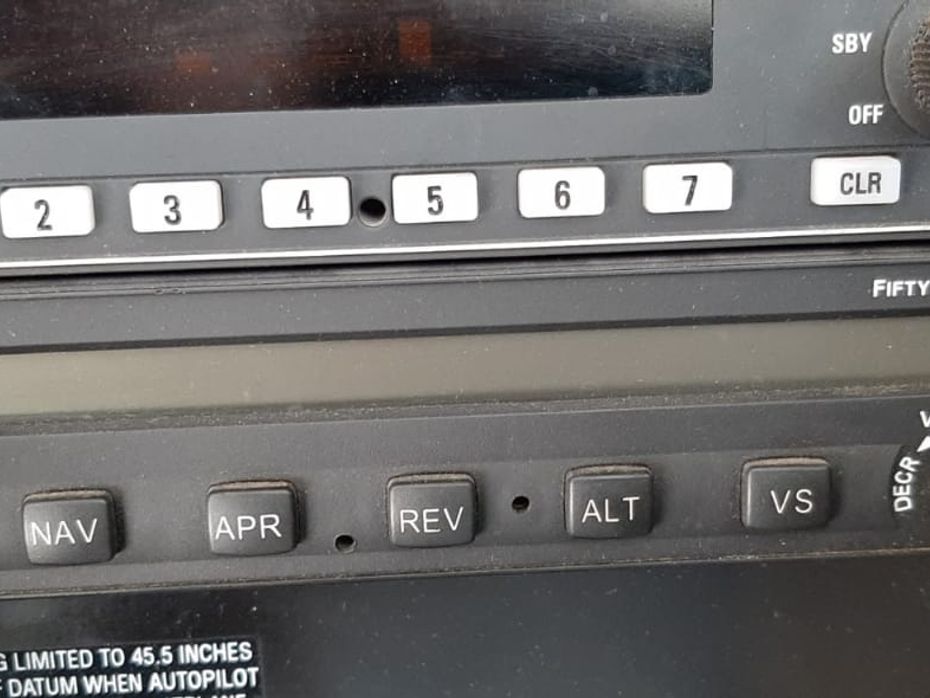 SBY
OFF
2 3 4 5 6 7 CLR
FIFTY
DECR
NAV APR REV ALT VS
G LIMITED TO 45.5 INCHES
F DATUM WHEN AUTOPILOT